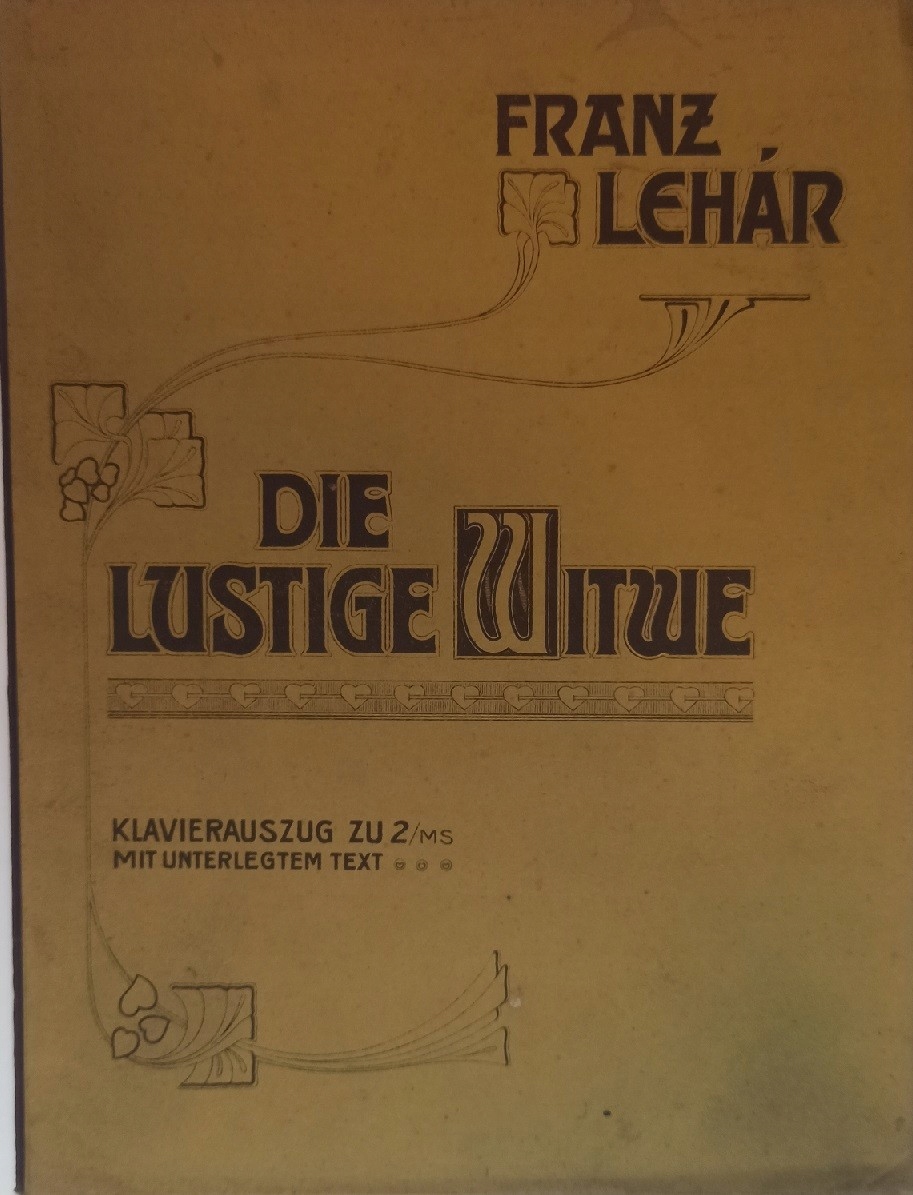 FRANZ
LEHÁR
DIE
LUSTIGE WITWE
KLAVIERAUSZUG ZU 2/MS
MIT UNTERLEGTEM TEXT